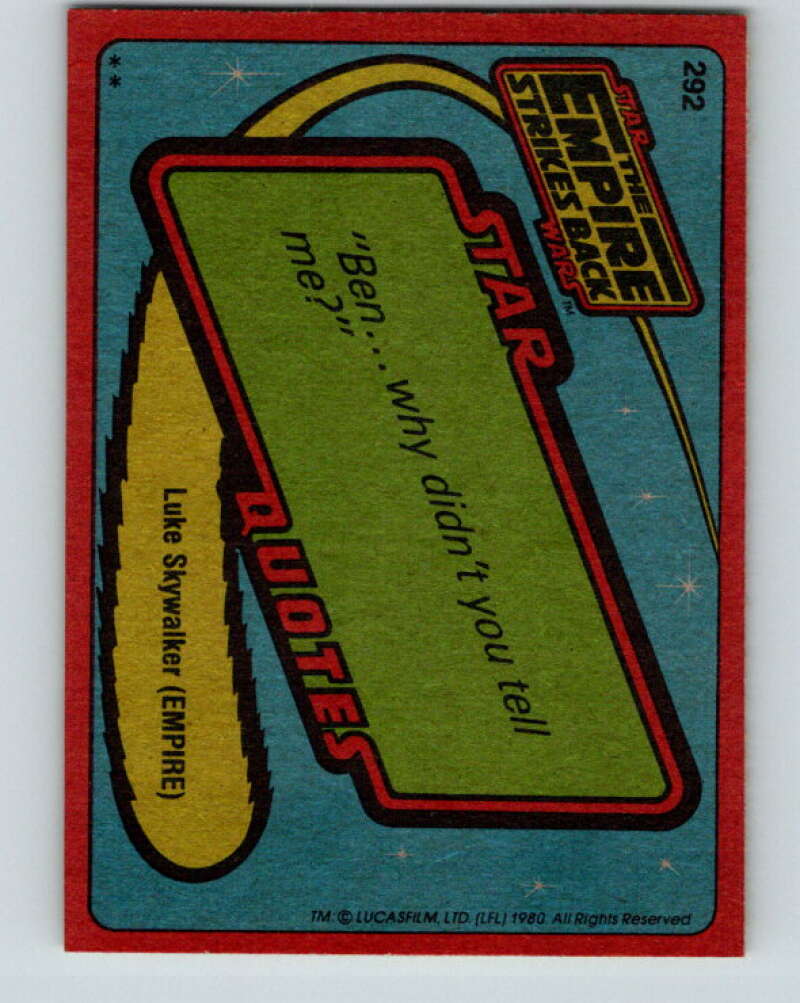 292
STAR
THE
EMPIRE
STRIKES BACK
WARS™
STAR
"Ben... why didn't you tell
me?"
QUOTES
Luke Skywalker (EMPIRE)
**
TM: © LUCASFILM, LTD. (LFL) 1980. All Rights Reserved